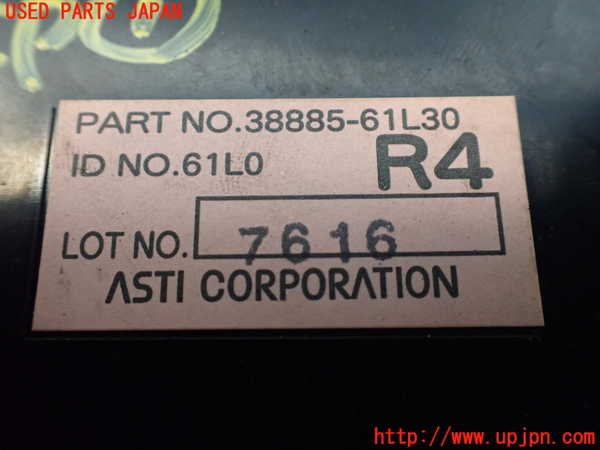 USED PARTS JAPAN
PART NO.38885-61L30
ID NO.61L0
R4
LOT NO. 7616
ASTI CORPORATION
http://www.upjpn.com